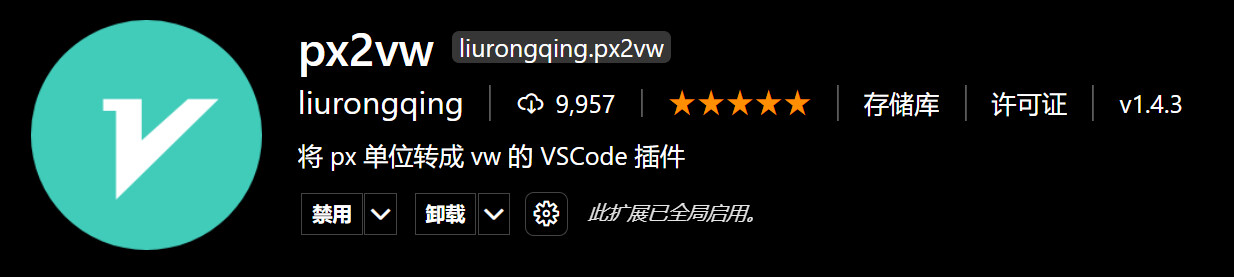 px2vw liurongqing.px2vw
liurongqing 9,957 存储库 许可证 v1.4.3
将 px 单位转成 vw 的 VSCode 插件
禁用 卸载 此扩展已全局启用。